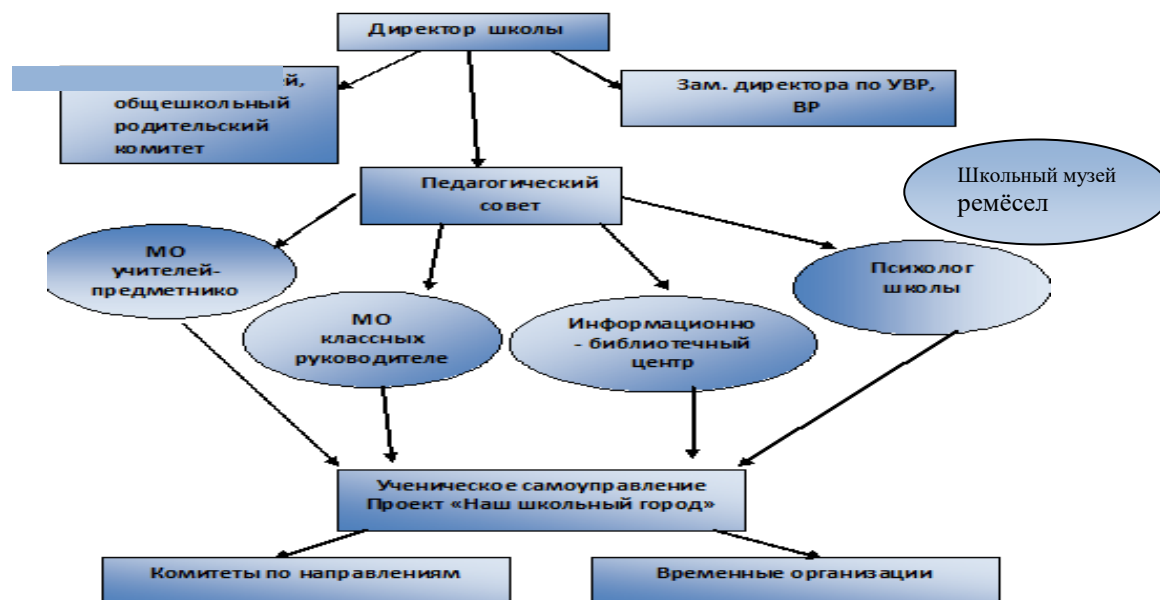 Директор школы
й,
общешкольный
родительский
комитет
Зам. директора по УВР,
ВР
Педагогический
совет
Школьный музей
ремёсел
МО
учителей-
предметнико
МО
классных
руководителе
Информационно
- библиотечный
центр
Психолог
школы
Ученическое самоуправление
Проект «Наш школьный город»
Комитеты по направлениям
Временные организации